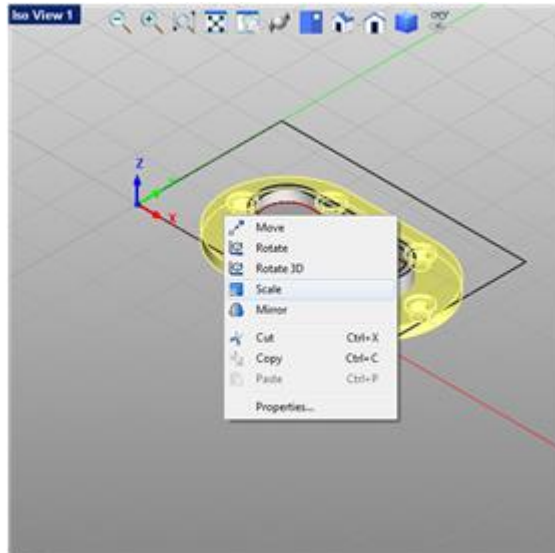 Iso View 1
Z
X
Move
Rotate
Rotate 3D
Scale
Mirror
Cut Ctrl+X
Copy Ctrl+C
Paste Ctrl+P
Properties...